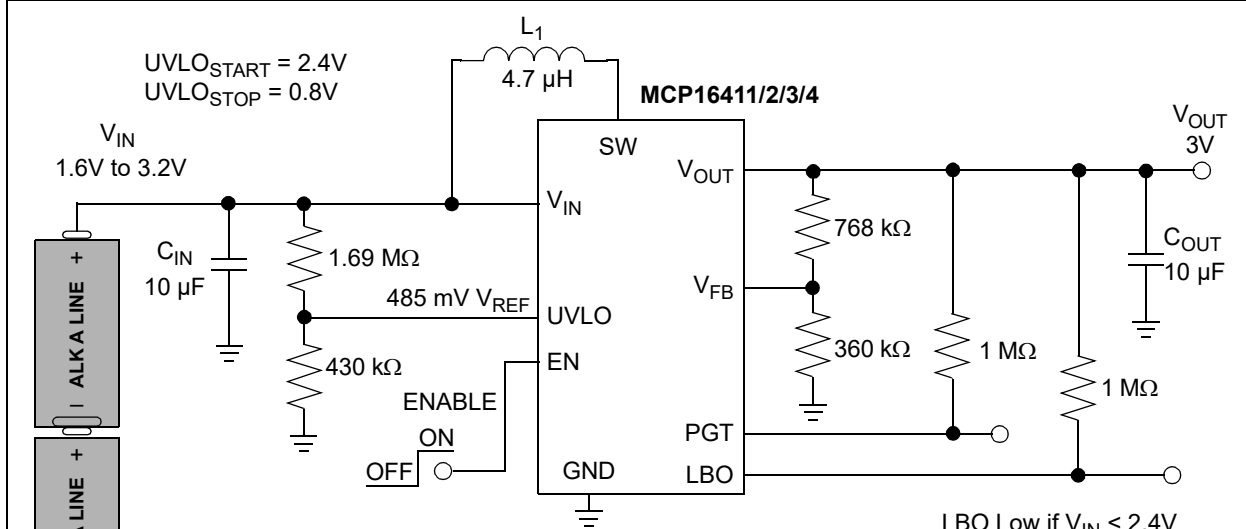 L1
4.7 µH
UVLOSTART = 2.4V
UVLOSTOP = 0.8V
MCP16411/2/3/4
VIN
1.6V to 3.2V
SW
VOUT
3V
VOUT
VIN
CIN
10 µF
1.69 MΩ
768 kΩ
COUT
10 µF
485 mV VREF
UVLO
VFB
430 kΩ
EN
360 kΩ
1 MΩ
1 MΩ
ENABLE
ON
OFF
PGT
GND
LBO
+ ALKALINE –
+
LINE
LBO Low if VIN < 2.4V